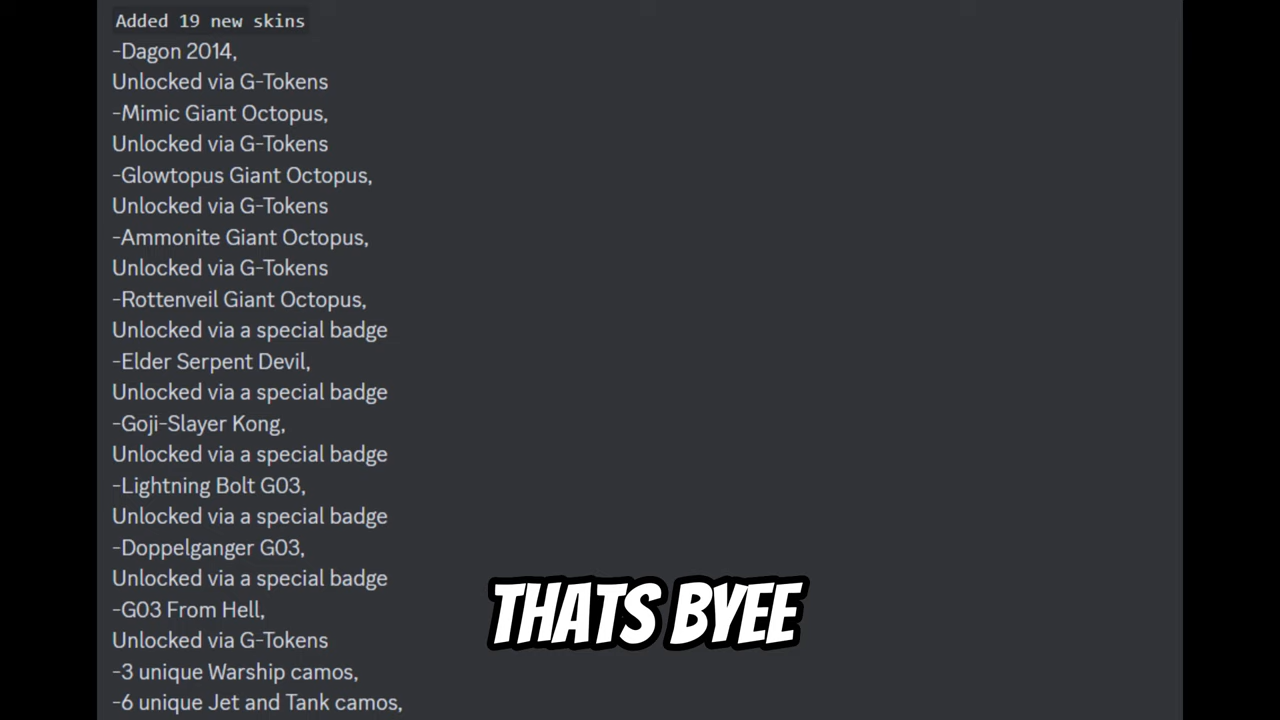 Added 19 new skins
-Dagon 2014,
Unlocked via G-Tokens
-Mimic Giant Octopus,
Unlocked via G-Tokens
-Glowtopus Giant Octopus,
Unlocked via G-Tokens
-Ammonite Giant Octopus,
Unlocked via G-Tokens
-Rottenveil Giant Octopus,
Unlocked via a special badge
-Elder Serpent Devil,
Unlocked via a special badge
-Goji-Slayer Kong,
Unlocked via a special badge
-Lightning Bolt G03,
Unlocked via a special badge
-Doppelganger G03,
Unlocked via a special badge
-G03 From Hell,
Unlocked via G-Tokens
-3 unique Warship camos,
-6 unique Jet and Tank camos,
THATS BYEE